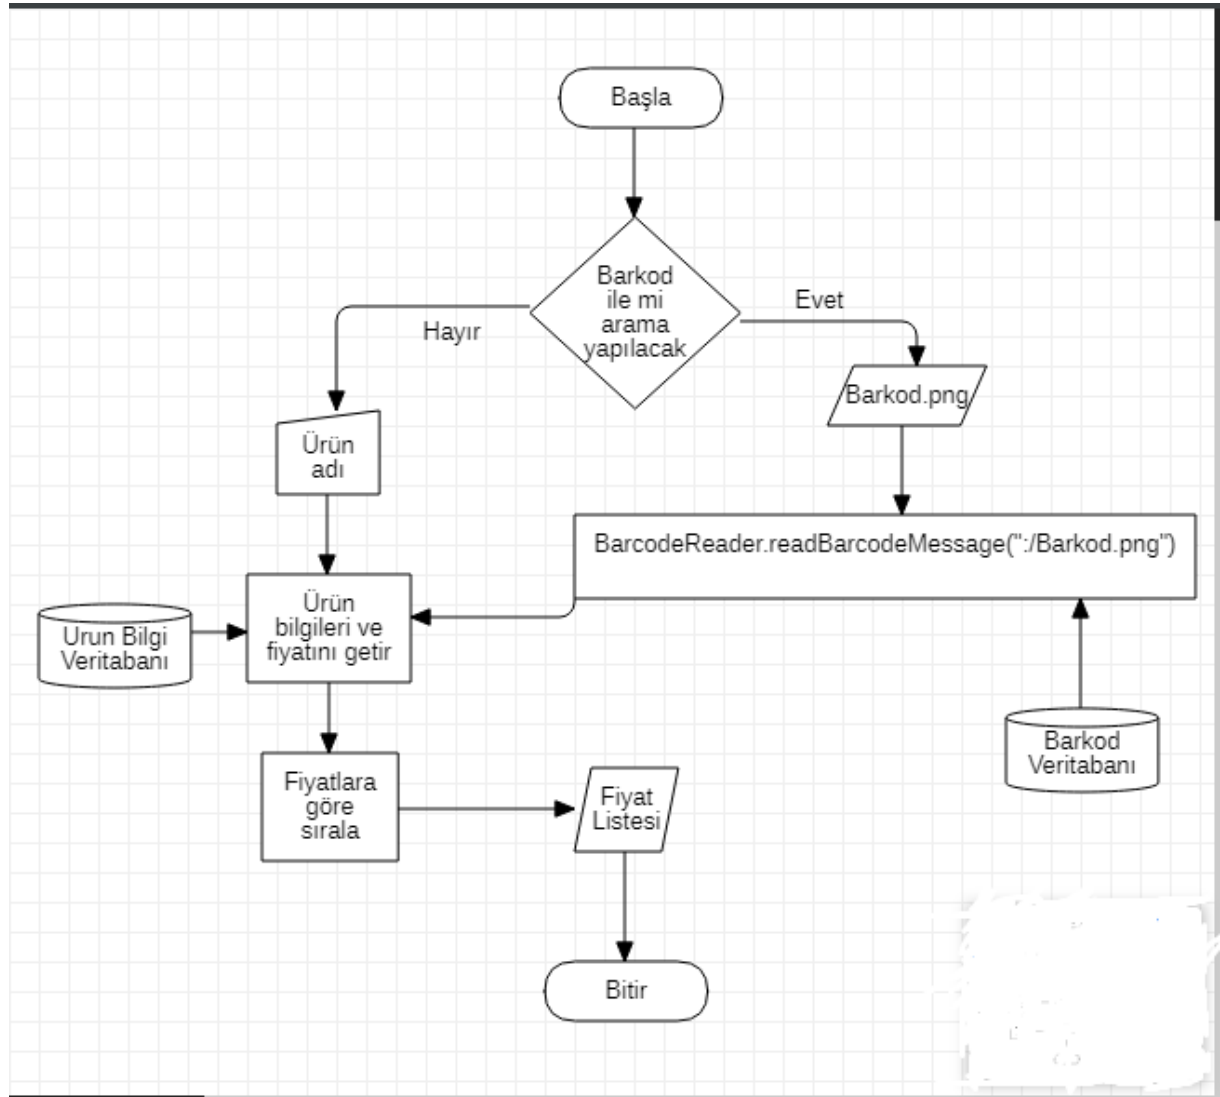 Başla
Barkod
ile mi
arama
yapılacak
Hayır
Evet
Barkod.png
Ürün
adı
BarcodeReader.readBarcodeMessage(":/Barkod.png")
Ürün
bilgileri ve
fiyatını getir
Urun Bilgi
Veritabanı
Barkod
Veritabanı
Fiyatlara
göre
sırala
Fiyat
Listesi
Bitir